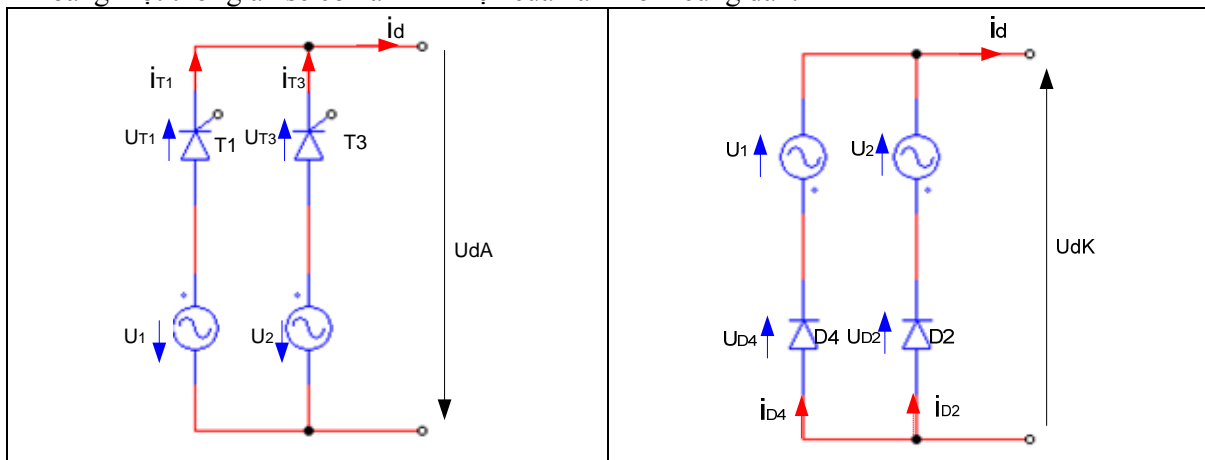 id
iT1
iT3
UT1
T1
UT3
T3
UdA
U1
U2
id
U1
U2
UdK
UD4
D4
UD2
D2
iD4
iD2